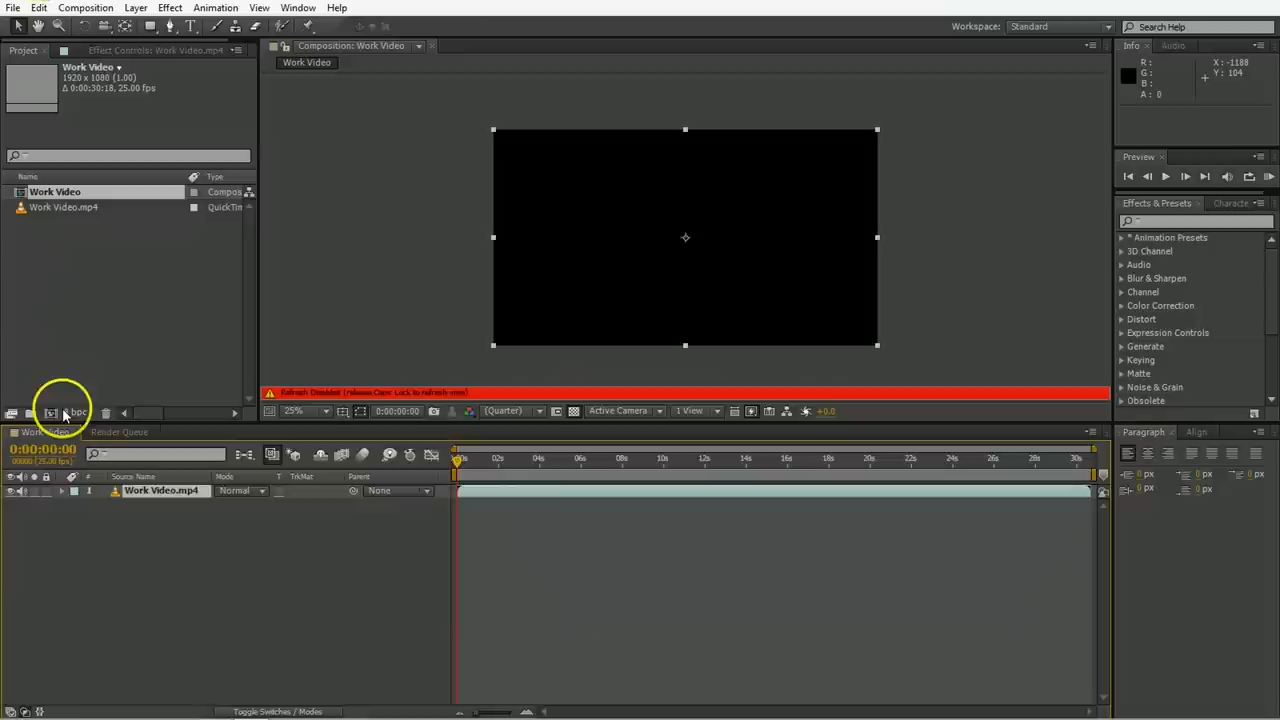 File Edit Composition Layer Effect Animation View Window Help
Workspace: Standard Search Help
Project Effect Controls: Work Video.mp4
Work Video
1920 x 1080 (1.00)
Δ 0:00:30:18, 25.00 fps
Name Type
Work Video Compos
Work Video.mp4 QuickTin
bpc
Composition: Work Video
Work Video
Refresh Disabled (release Caps Lock to refresh view)
25% 0:00:00:00 (Quarter) Active Camera 1 View +0.0
Info Audio
R: X: -1188
G: Y: 104
B:
A: 0
Preview
Effects & Presets Characte
* Animation Presets
3D Channel
Audio
Blur & Sharpen
Channel
Color Correction
Distort
Expression Controls
Generate
Keying
Matte
Noise & Grain
Obsolete
Work Video Render Queue
0:00:00:00
00000 (25.00 fps)
# Source Name Mode T TrkMat Parent
1 Work Video.mp4 Normal None
02s 04s 06s 08s 10s 12s 14s 16s 18s 20s 22s 24s 26s 28s 30s
Toggle Switches / Modes
Paragraph Align
0 px 0 px 0 px
0 px 0 px